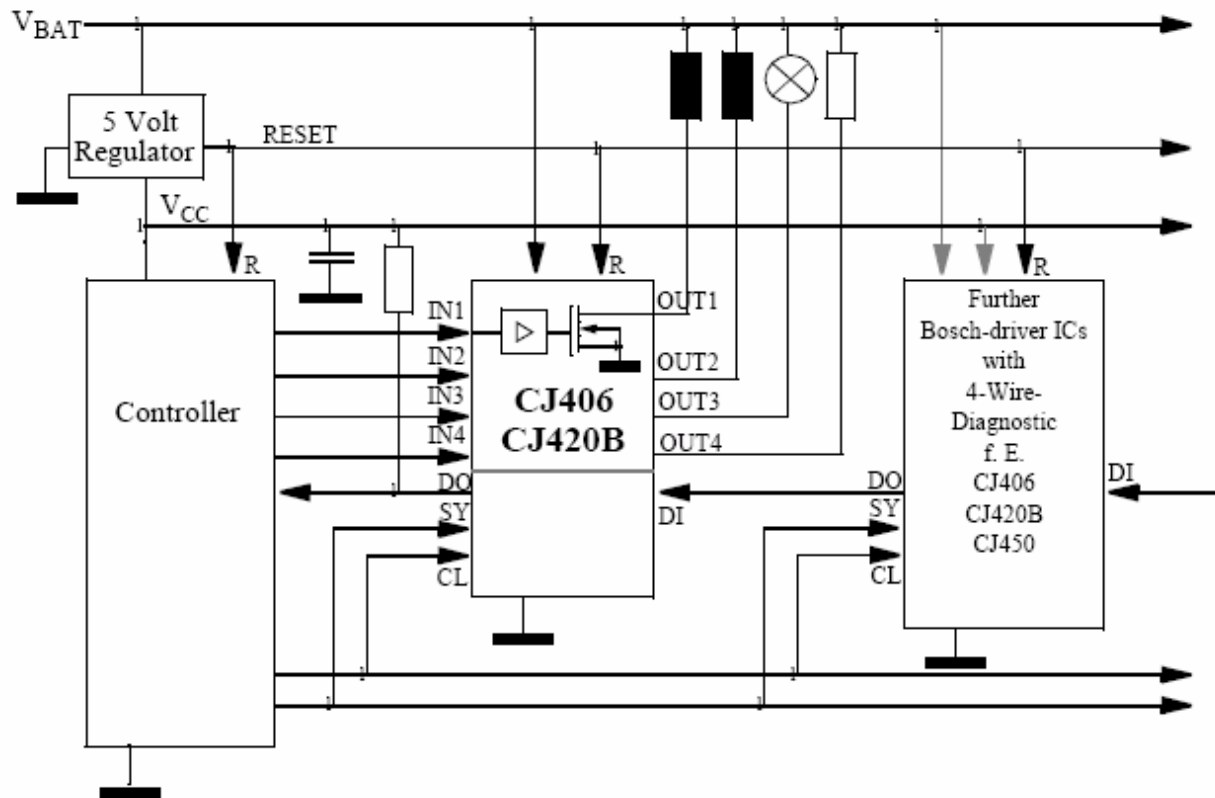 VBAT
5 Volt
Regulator
RESET
VCC
R
R
R
Controller
IN1
IN2
IN3
IN4
DO
SY
CL
CJ406
CJ420B
OUT1
OUT2
OUT3
OUT4
DI
DO
SY
CL
Further
Bosch-driver ICs
with
4-Wire-
Diagnostic
f. E.
CJ406
CJ420B
CJ450
DI